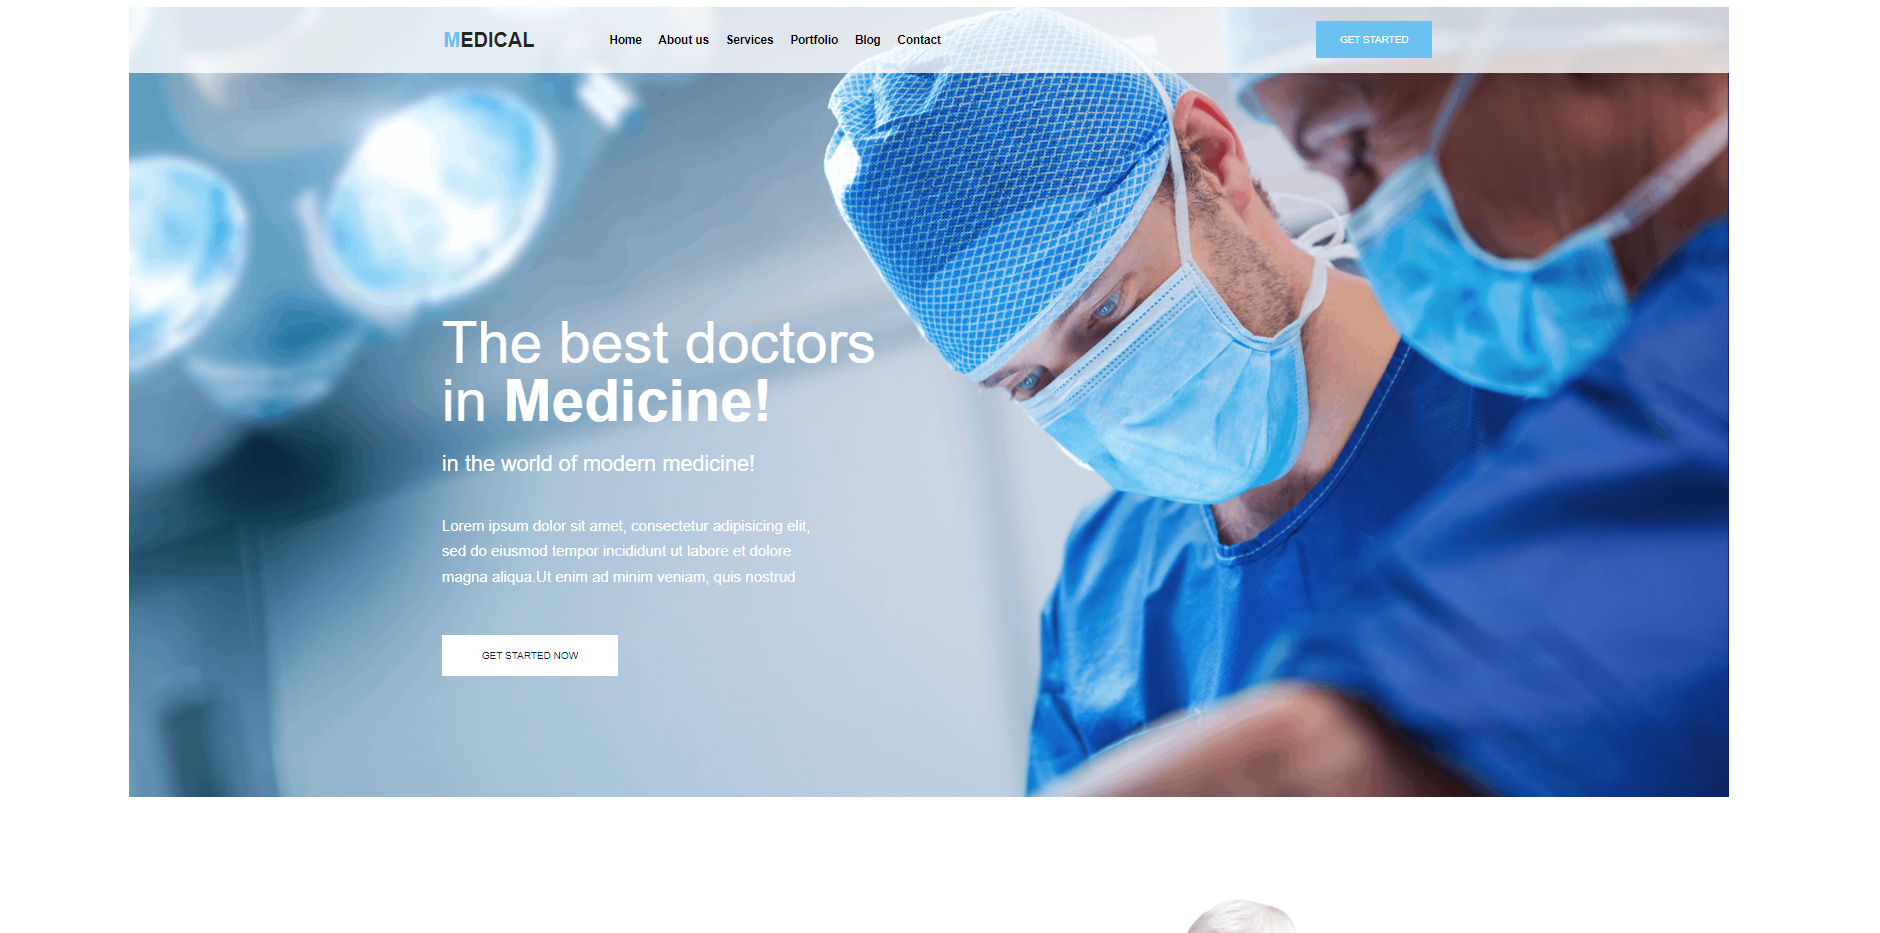 MEDICAL
Home About us Services Portfolio Blog Contact
GET STARTED
The best doctors
in Medicine!
in the world of modern medicine!
Lorem ipsum dolor sit amet, consectetur adipisicing elit,
sed do eiusmod tempor incididunt ut labore et dolore
magna aliqua.Ut enim ad minim veniam, quis nostrud
GET STARTED NOW